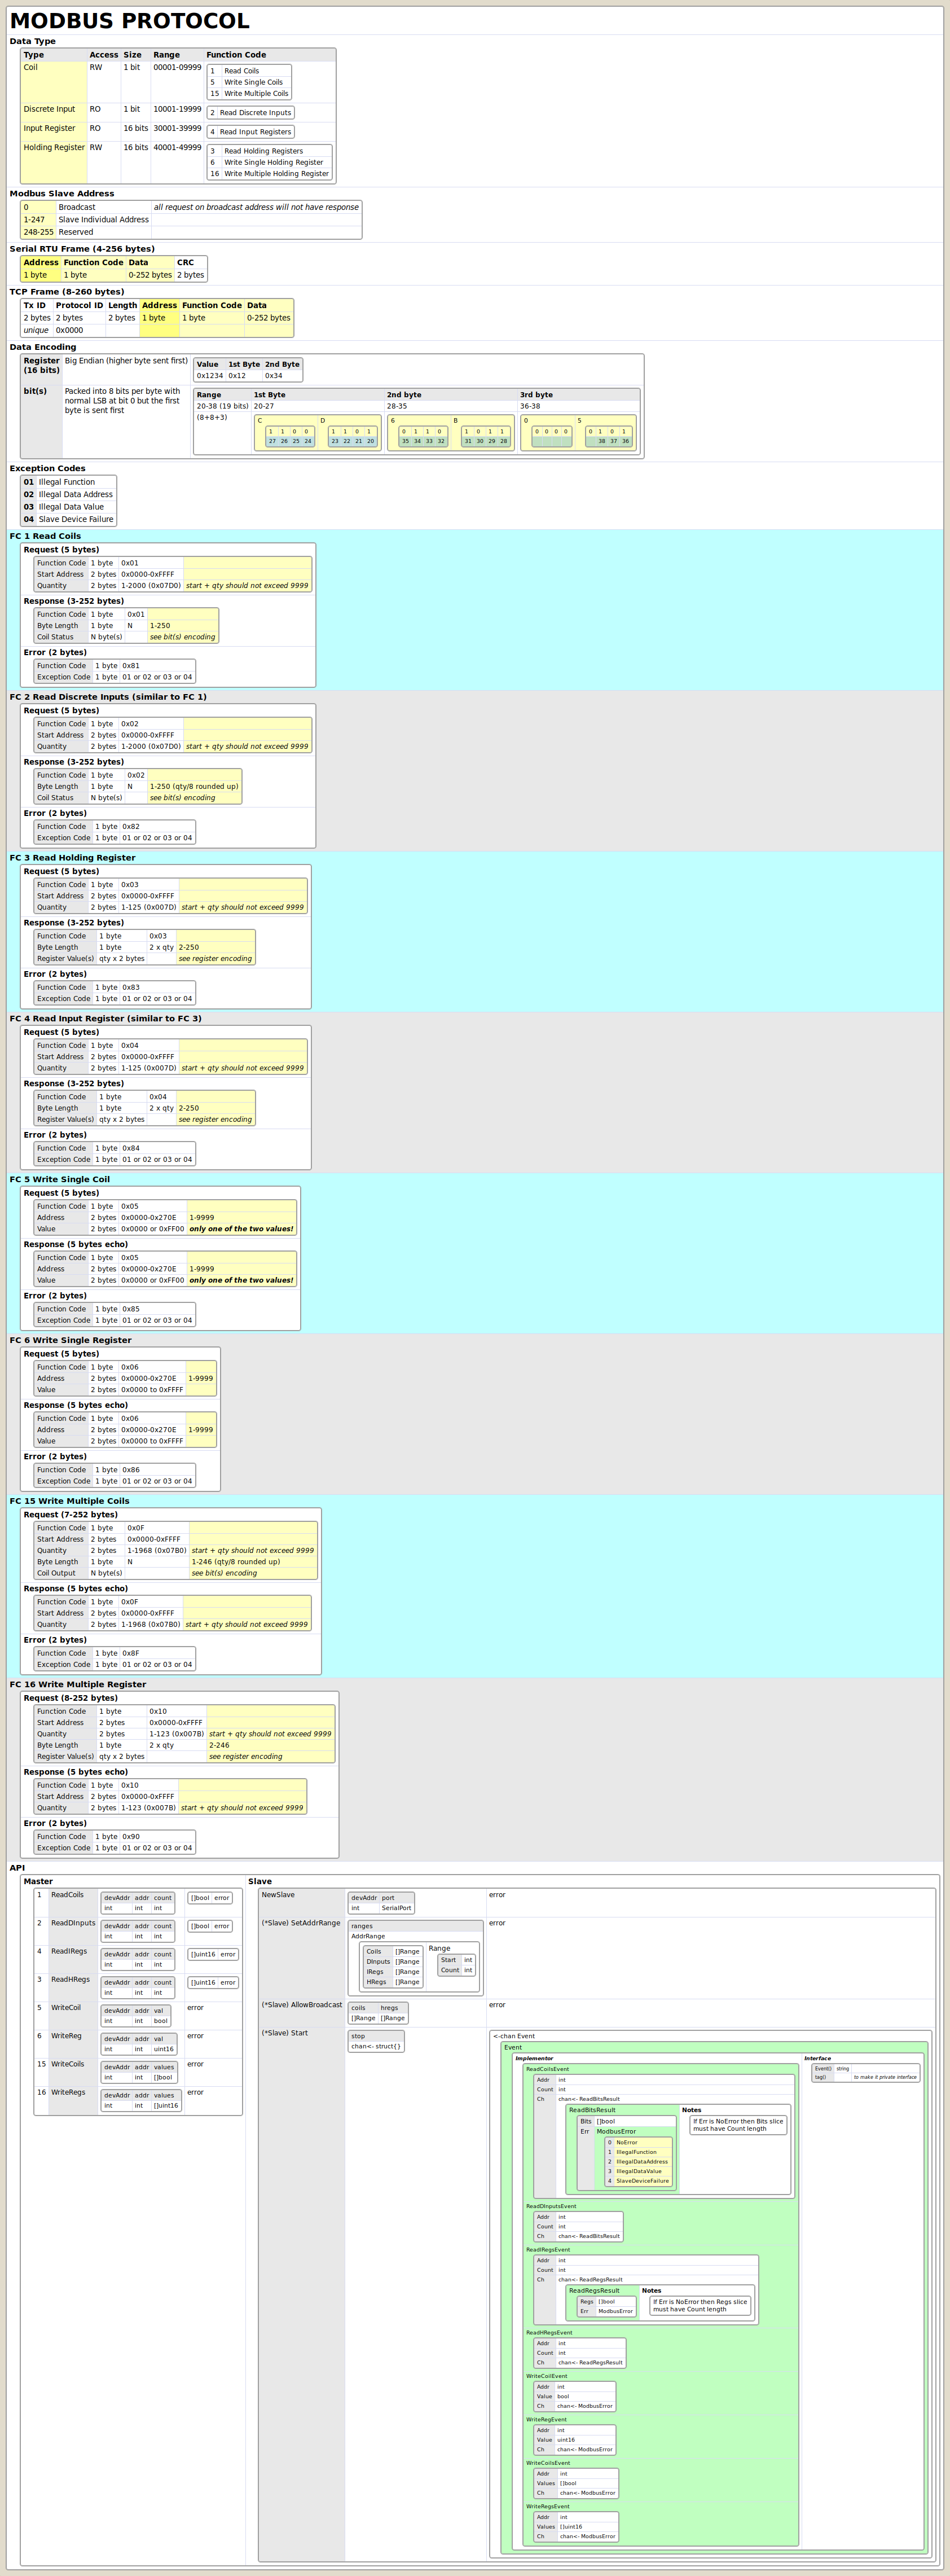 MODBUS PROTOCOL
Data Type
Type Access Size Range Function Code
Coil RW 1 bit 00001-09999
1 Read Coils
5 Write Single Coils
15 Write Multiple Coils
Discrete Input RO 1 bit 10001-19999 2 Read Discrete Inputs
Input Register RO 16 bits 30001-39999 4 Read Input Registers
Holding Register RW 16 bits 40001-49999
3 Read Holding Registers
6 Write Single Holding Register
16 Write Multiple Holding Register
Modbus Slave Address
0 Broadcast all request on broadcast address will not have response
1-247 Slave Individual Address
248-255 Reserved
Serial RTU Frame (4-256 bytes)
Address Function Code Data CRC
1 byte 1 byte 0-252 bytes 2 bytes
TCP Frame (8-260 bytes)
Tx ID Protocol ID Length Address Function Code Data
2 bytes 2 bytes 2 bytes 1 byte 1 byte 0-252 bytes
unique 0x0000
Data Encoding
Register (16 bits) Big Endian (higher byte sent first)
Value 1st Byte 2nd Byte
0x1234 0x12 0x34
bit(s) Packed into 8 bits per byte with
normal LSB at bit 0 but the first
byte is sent first
Range 1st Byte 2nd byte 3rd byte
20-38 (19 bits) 20-27 28-35 36-38
(8+8+3) C D 6 B 0 5
1 1 0 0 1 1 0 1 0 1 1 0 1 0 1 1 0 0 0 0 0 1 0 1
27 26 25 24 23 22 21 20 35 34 33 32 31 30 29 28 38 37 36
Exception Codes
01 Illegal Function
02 Illegal Data Address
03 Illegal Data Value
04 Slave Device Failure
FC 1 Read Coils
Request (5 bytes)
Function Code 1 byte 0x01
Start Address 2 bytes 0x0000-0xFFFF
Quantity 2 bytes 1-2000 (0x07D0) start + qty should not exceed 9999
Response (3-252 bytes)
Function Code 1 byte 0x01
Byte Length 1 byte N 1-250
Coil Status N byte(s) see bit(s) encoding
Error (2 bytes)
Function Code 1 byte 0x81
Exception Code 1 byte 01 or 02 or 03 or 04
FC 2 Read Discrete Inputs (similar to FC 1)
Request (5 bytes)
Function Code 1 byte 0x02
Start Address 2 bytes 0x0000-0xFFFF
Quantity 2 bytes 1-2000 (0x07D0) start + qty should not exceed 9999
Response (3-252 bytes)
Function Code 1 byte 0x02
Byte Length 1 byte N 1-250 (qty/8 rounded up)
Coil Status N byte(s) see bit(s) encoding
Error (2 bytes)
Function Code 1 byte 0x82
Exception Code 1 byte 01 or 02 or 03 or 04
FC 3 Read Holding Register
Request (5 bytes)
Function Code 1 byte 0x03
Start Address 2 bytes 0x0000-0xFFFF
Quantity 2 bytes 1-125 (0x007D) start + qty should not exceed 9999
Response (3-252 bytes)
Function Code 1 byte 0x03
Byte Length 1 byte 2 x qty 2-250
Register Value(s) qty x 2 bytes see register encoding
Error (2 bytes)
Function Code 1 byte 0x83
Exception Code 1 byte 01 or 02 or 03 or 04
FC 4 Read Input Register (similar to FC 3)
Request (5 bytes)
Function Code 1 byte 0x04
Start Address 2 bytes 0x0000-0xFFFF
Quantity 2 bytes 1-125 (0x007D) start + qty should not exceed 9999
Response (3-252 bytes)
Function Code 1 byte 0x04
Byte Length 1 byte 2 x qty 2-250
Register Value(s) qty x 2 bytes see register encoding
Error (2 bytes)
Function Code 1 byte 0x84
Exception Code 1 byte 01 or 02 or 03 or 04
FC 5 Write Single Coil
Request (5 bytes)
Function Code 1 byte 0x05
Address 2 bytes 0x0000-0x270E 1-9999
Value 2 bytes 0x0000 or 0xFF00 only one of the two values!
Response (5 bytes echo)
Function Code 1 byte 0x05
Address 2 bytes 0x0000-0x270E 1-9999
Value 2 bytes 0x0000 or 0xFF00 only one of the two values!
Error (2 bytes)
Function Code 1 byte 0x85
Exception Code 1 byte 01 or 02 or 03 or 04
FC 6 Write Single Register
Request (5 bytes)
Function Code 1 byte 0x06
Address 2 bytes 0x0000-0x270E 1-9999
Value 2 bytes 0x0000 to 0xFFFF
Response (5 bytes echo)
Function Code 1 byte 0x06
Address 2 bytes 0x0000-0x270E 1-9999
Value 2 bytes 0x0000 to 0xFFFF
Error (2 bytes)
Function Code 1 byte 0x86
Exception Code 1 byte 01 or 02 or 03 or 04
FC 15 Write Multiple Coils
Request (7-252 bytes)
Function Code 1 byte 0x0F
Start Address 2 bytes 0x0000-0xFFFF
Quantity 2 bytes 1-1968 (0x07B0) start + qty should not exceed 9999
Byte Length 1 byte N 1-246 (qty/8 rounded up)
Coil Output N byte(s) see bit(s) encoding
Response (5 bytes echo)
Function Code 1 byte 0x0F
Start Address 2 bytes 0x0000-0xFFFF
Quantity 2 bytes 1-1968 (0x07B0) start + qty should not exceed 9999
Error (2 bytes)
Function Code 1 byte 0x8F
Exception Code 1 byte 01 or 02 or 03 or 04
FC 16 Write Multiple Register
Request (8-252 bytes)
Function Code 1 byte 0x10
Start Address 2 bytes 0x0000-0xFFFF
Quantity 2 bytes 1-123 (0x007B) start + qty should not exceed 9999
Byte Length 1 byte 2 x qty 2-246
Register Value(s) qty x 2 bytes see register encoding
Response (5 bytes echo)
Function Code 1 byte 0x10
Start Address 2 bytes 0x0000-0xFFFF
Quantity 2 bytes 1-123 (0x007B) start + qty should not exceed 9999
Error (2 bytes)
Function Code 1 byte 0x90
Exception Code 1 byte 01 or 02 or 03 or 04
API
Master
1 ReadCoils devAddr addr count []bool error
int int int
2 ReadDInputs devAddr addr count []bool error
int int int
4 ReadIRegs devAddr addr count []uint16 error
int int int
3 ReadHRegs devAddr addr count []uint16 error
int int int
5 WriteCoil devAddr addr val error
int int bool
6 WriteReg devAddr addr val error
int int uint16
15 WriteCoils devAddr addr values error
int int []bool
16 WriteRegs devAddr addr values error
int int []uint16
Slave
NewSlave devAddr port error
int SerialPort
(*Slave) SetAddrRange ranges error
AddrRange
Coils []Range
DInputs []Range
IRegs []Range
HRegs []Range
Range
Start int
Count int
(*Slave) AllowBroadcast coils hregs error
[]Range []Range
(*Slave) Start stop
chan<- struct{}
<-chan Event
Event
Implementor
ReadCoilsEvent
Addr int
Count int
Ch chan<- ReadBitsResult
ReadBitsResult
Bits []bool
Err ModbusError
0 NoError
1 IllegalFunction
2 IllegalDataAddress
3 IllegalDataValue
4 SlaveDeviceFailure
Notes
If Err is NoError then Bits slice
must have Count length
ReadDInputsEvent
Addr int
Count int
Ch chan<- ReadBitsResult
ReadIRegsEvent
Addr int
Count int
Ch chan<- ReadRegsResult
ReadRegsResult
Regs []bool
Err ModbusError
Notes
If Err is NoError then Regs slice
must have Count length
ReadHRegsEvent
Addr int
Count int
Ch chan<- ReadRegsResult
WriteCoilEvent
Addr int
Value bool
Ch chan<- ModbusError
WriteRegEvent
Addr int
Value uint16
Ch chan<- ModbusError
WriteCoilsEvent
Addr int
Values []bool
Ch chan<- ModbusError
WriteRegsEvent
Addr int
Values []uint16
Ch chan<- ModbusError
Interface
Event() string
tag() to make it private interface